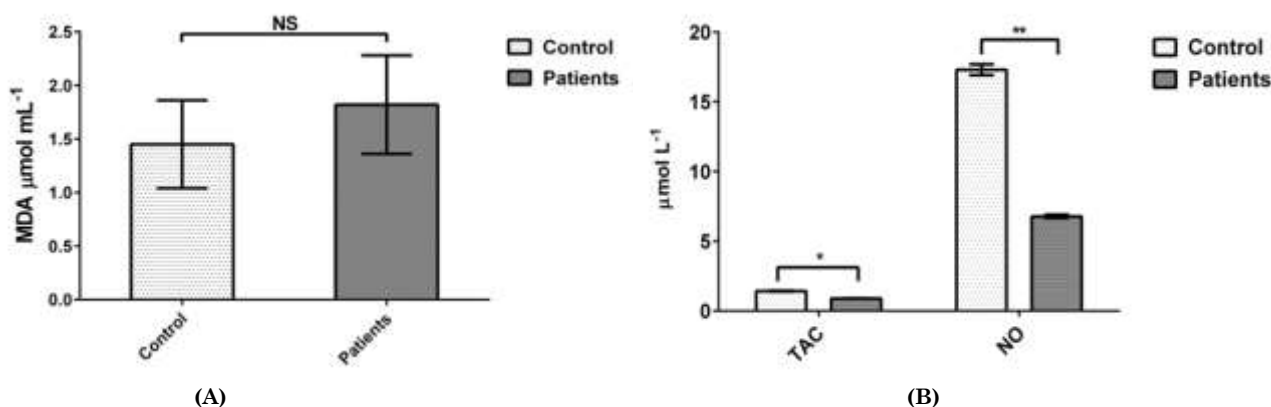 NS
2.5
2.0
1.5
1.0
0.5
0.0
MDA µmol mL⁻¹
Control
Patients
Control
Patients
(A)
**
*
20
15
10
5
0
µmol L⁻¹
TAC
NO
Control
Patients
(B)